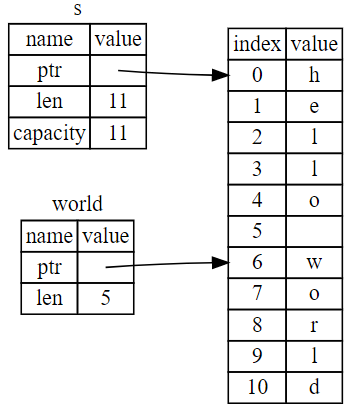 s
name value
ptr
len 11
capacity 11
world
name value
ptr
len 5
index value
0 h
1 e
2 l
3 l
4 o
5
6 w
7 o
8 r
9 l
10 d